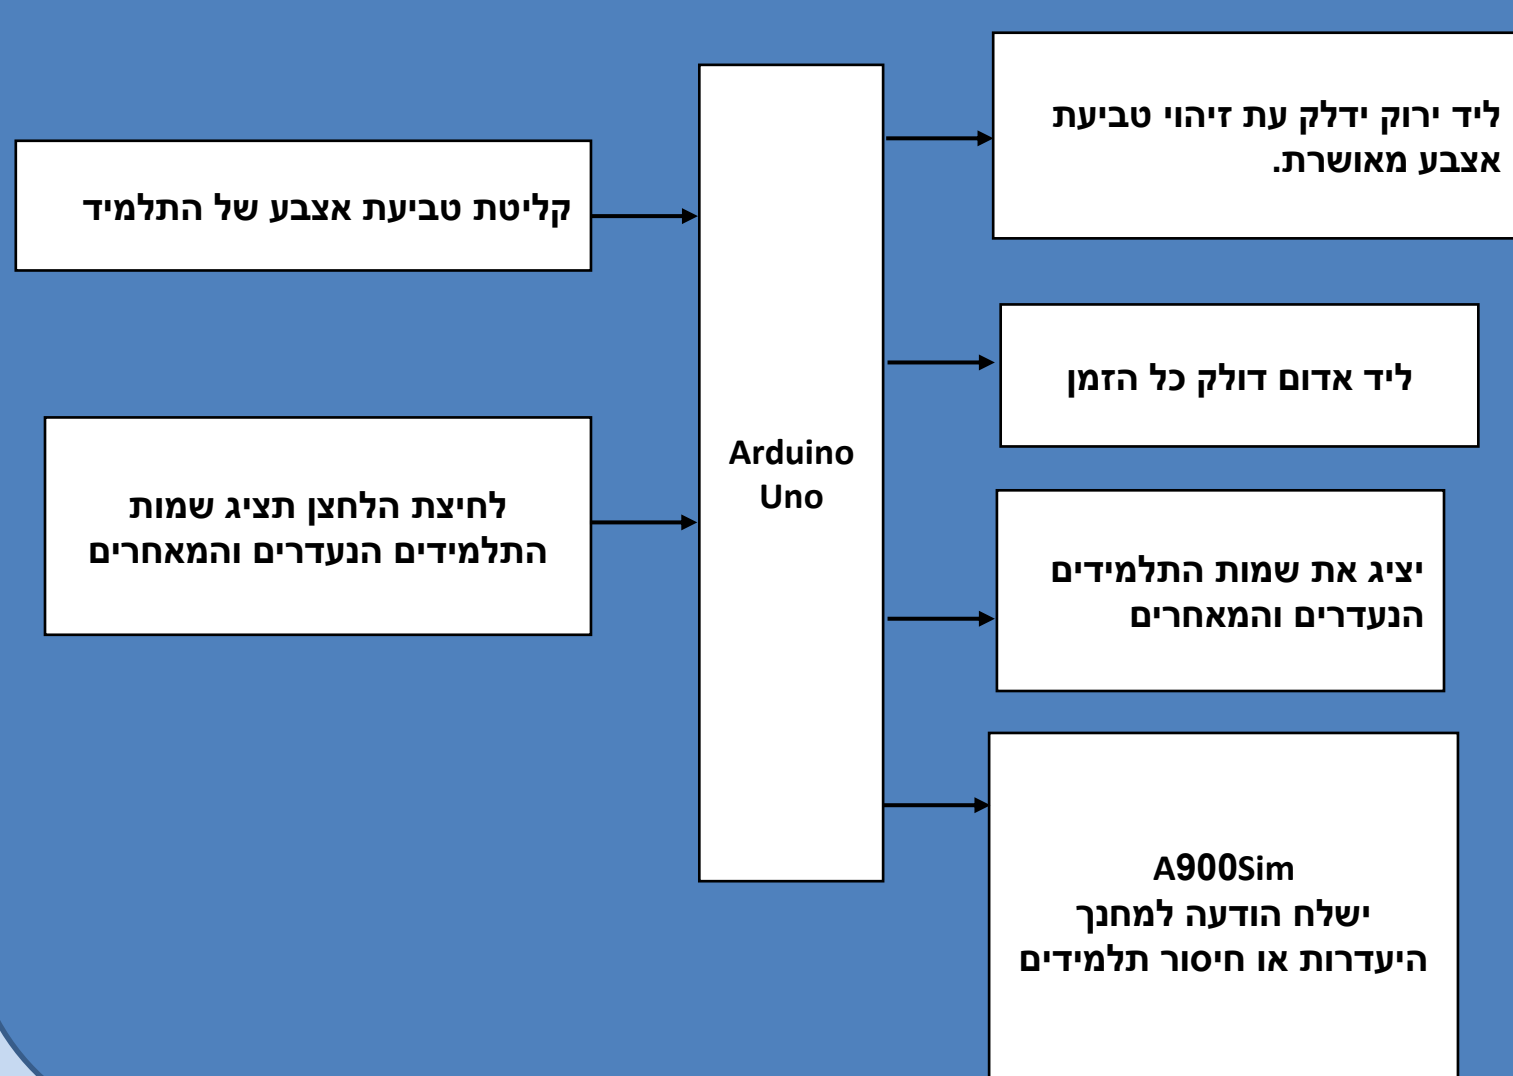 קליטת טביעת אצבע של התלמיד
לחיצת הלחצן תציג שמות
התלמידים הנעדרים והמאחרים
Arduino
Uno
ליד ירוק ידלק עת זיהוי טביעת
אצבע מאושרת.
ליד אדום דולק כל הזמן
יציג את שמות התלמידים
הנעדרים והמאחרים
A900Sim
ישלח הודעה למחנך
היעדרות או חיסור תלמידים